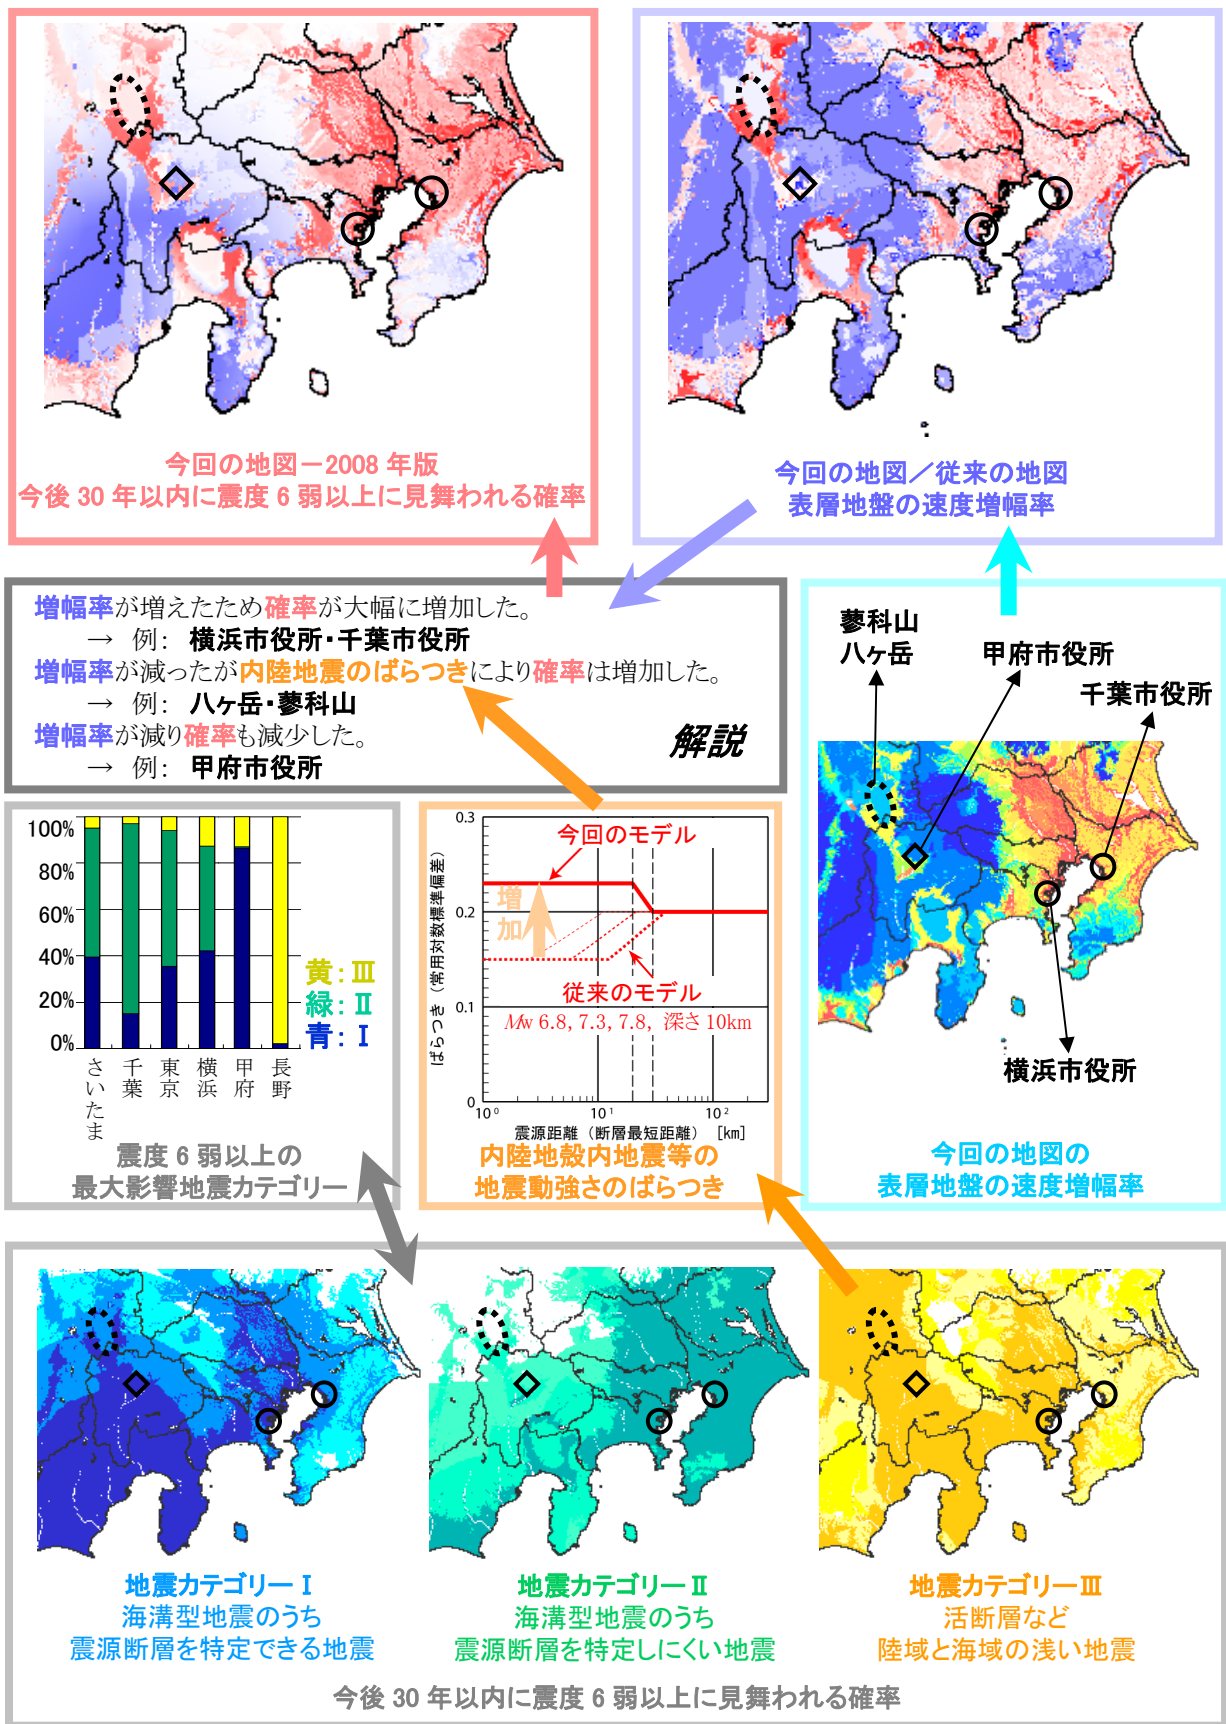 今回の地図－2008 年版
今後 30 年以内に震度 6 弱以上に見舞われる確率
今回の地図／従来の地図
表層地盤の速度増幅率
増幅率が増えたため確率が大幅に増加した。
→ 例： 横浜市役所・千葉市役所
増幅率が減ったが内陸地震のばらつきにより確率は増加した。
→ 例： 八ヶ岳・蓼科山
増幅率が減り確率も減少した。
→ 例： 甲府市役所
解説
蓼科山
八ヶ岳
甲府市役所
千葉市役所
横浜市役所
今回の地図の
表層地盤の速度増幅率
100%
80%
60%
40%
20%
0%
さいたま
千葉
東京
横浜
甲府
長野
黄：Ⅲ
緑：Ⅱ
青：Ⅰ
震度 6 弱以上の
最大影響地震カテゴリー
ばらつき（常用対数標準偏差）
0.3
0.2
0.1
0
今回のモデル
増加
従来のモデル
Mw 6.8, 7.3, 7.8, 深さ 10km
10⁰
10¹
10²
震源距離（断層最短距離） [km]
内陸地殻内地震等の
地震動強さのばらつき
地震カテゴリーⅠ
海溝型地震のうち
震源断層を特定できる地震
地震カテゴリーⅡ
海溝型地震のうち
震源断層を特定しにくい地震
地震カテゴリーⅢ
活断層など
陸域と海域の浅い地震
今後 30 年以内に震度 6 弱以上に見舞われる確率